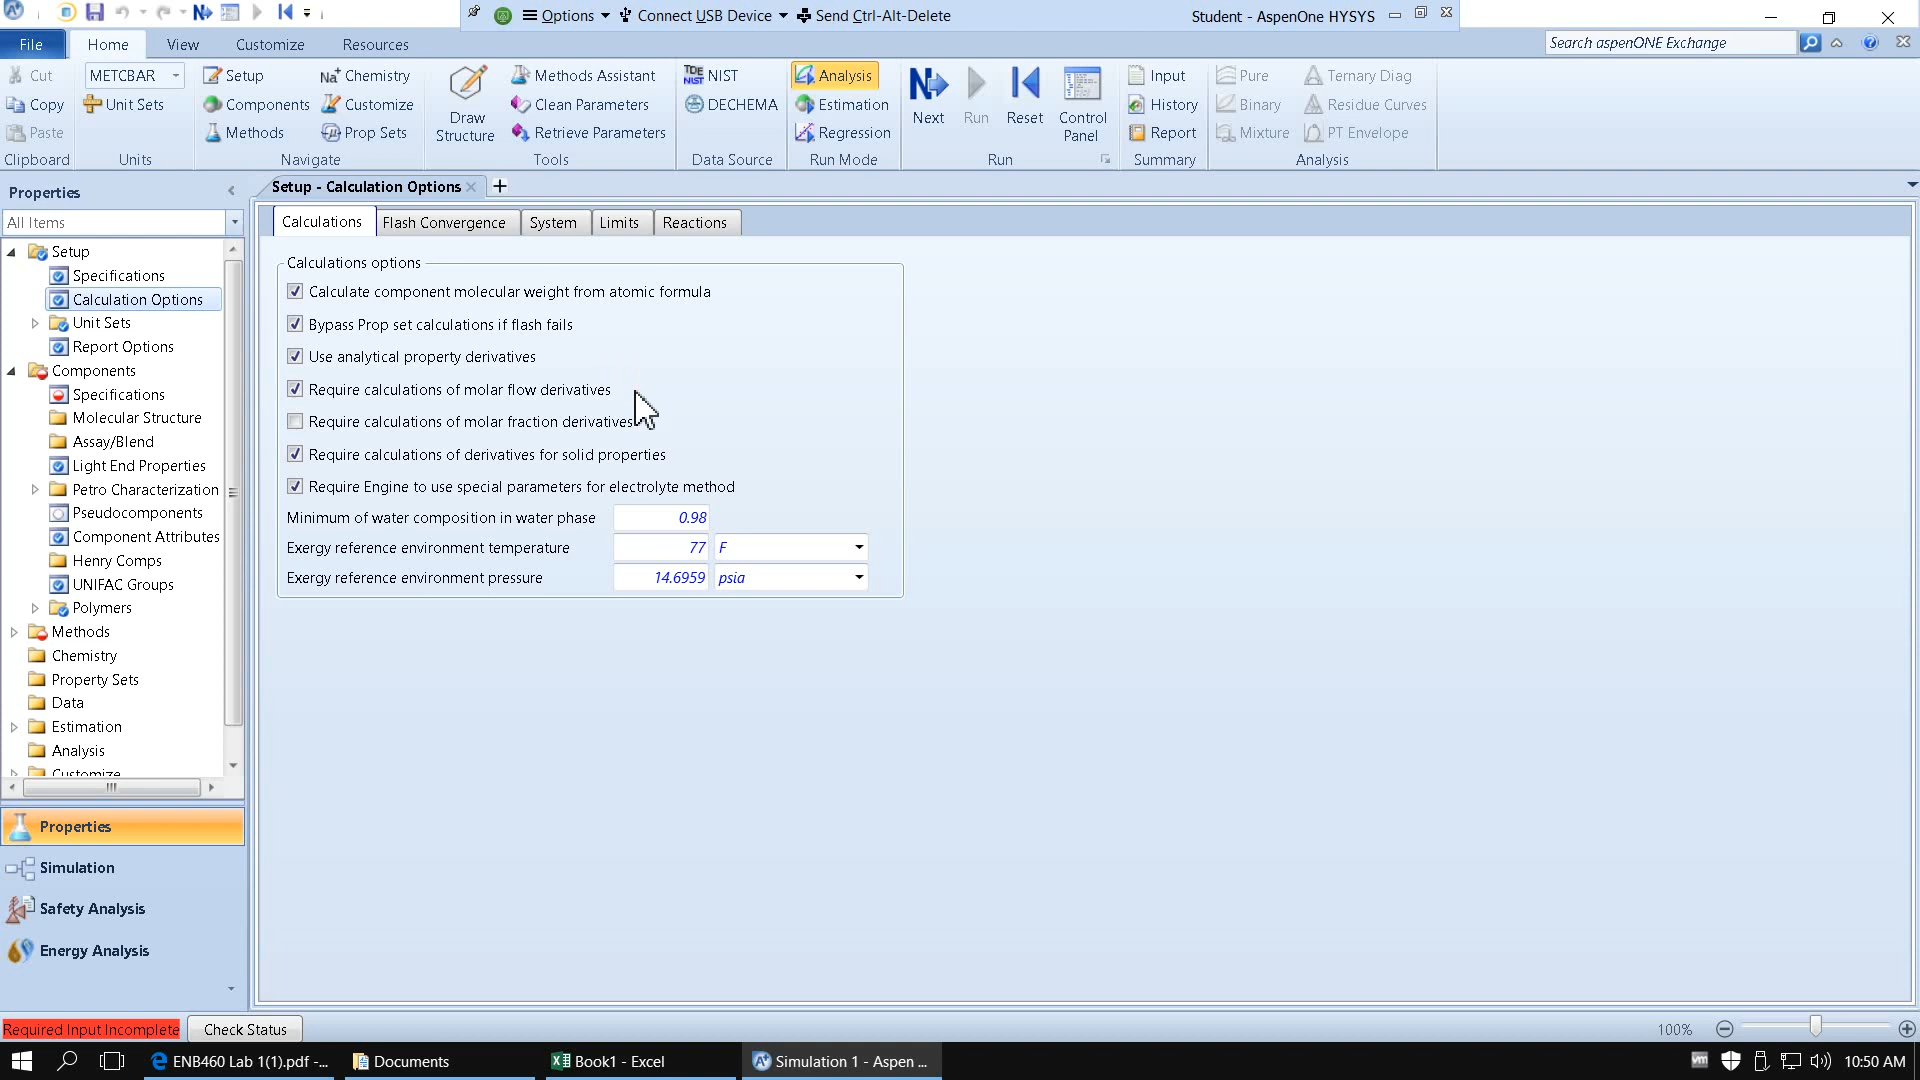 Options
Connect USB Device
Send Ctrl-Alt-Delete
Student - AspenOne HYSYS
File
Home
View
Customize
Resources
Search aspenONE Exchange
Cut
Copy
Paste
Clipboard
METCBAR
Unit Sets
Units
Setup
Components
Methods
Na+ Chemistry
Customize
Prop Sets
Navigate
Draw
Structure
Methods Assistant
Clean Parameters
Retrieve Parameters
Tools
TDE
NIST NIST
DECHEMA
Data Source
Analysis
Estimation
Regression
Run Mode
Next
Run
Reset
Control
Panel
Run
Input
History
Report
Summary
Pure
Binary
Mixture
Ternary Diag
Residue Curves
PT Envelope
Analysis
Properties
All Items
Setup
Specifications
Calculation Options
Unit Sets
Report Options
Components
Specifications
Molecular Structure
Assay/Blend
Light End Properties
Petro Characterization
Pseudocomponents
Component Attributes
Henry Comps
UNIFAC Groups
Polymers
Methods
Chemistry
Property Sets
Data
Estimation
Analysis
Customize
Properties
Simulation
Safety Analysis
Energy Analysis
Setup - Calculation Options
Calculations
Flash Convergence
System
Limits
Reactions
Calculations options
Calculate component molecular weight from atomic formula
Bypass Prop set calculations if flash fails
Use analytical property derivatives
Require calculations of molar flow derivatives
Require calculations of molar fraction derivatives
Require calculations of derivatives for solid properties
Require Engine to use special parameters for electrolyte method
Minimum of water composition in water phase 0.98
Exergy reference environment temperature 77 F
Exergy reference environment pressure 14.6959 psia
Required Input Incomplete
Check Status
100%
ENB460 Lab 1(1).pdf -...
Documents
Book1 - Excel
Simulation 1 - Aspen ...
vm
10:50 AM